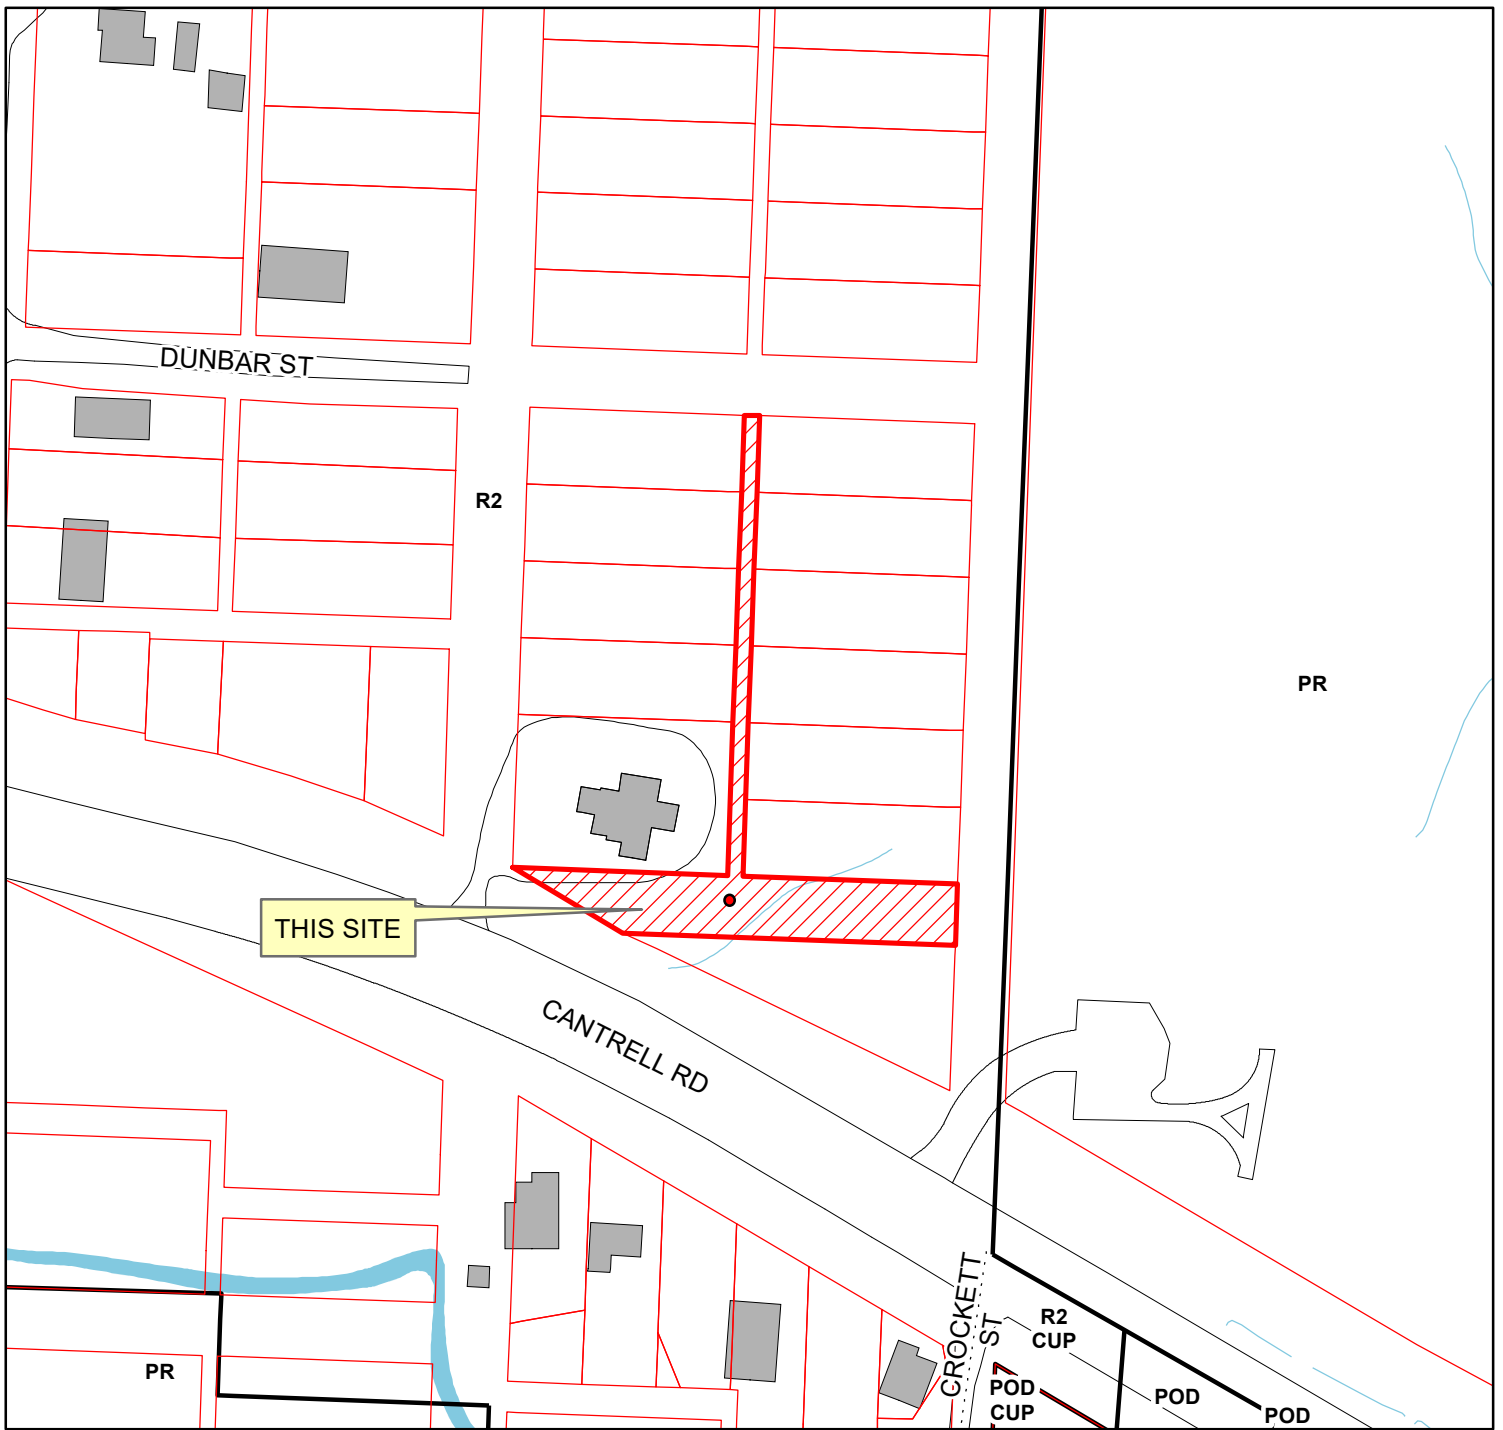 DUNBAR ST
R2
PR
THIS SITE
CANTRELL RD
CROCKETT
ST
R2
CUP
PR
POD
CUP
POD
POD